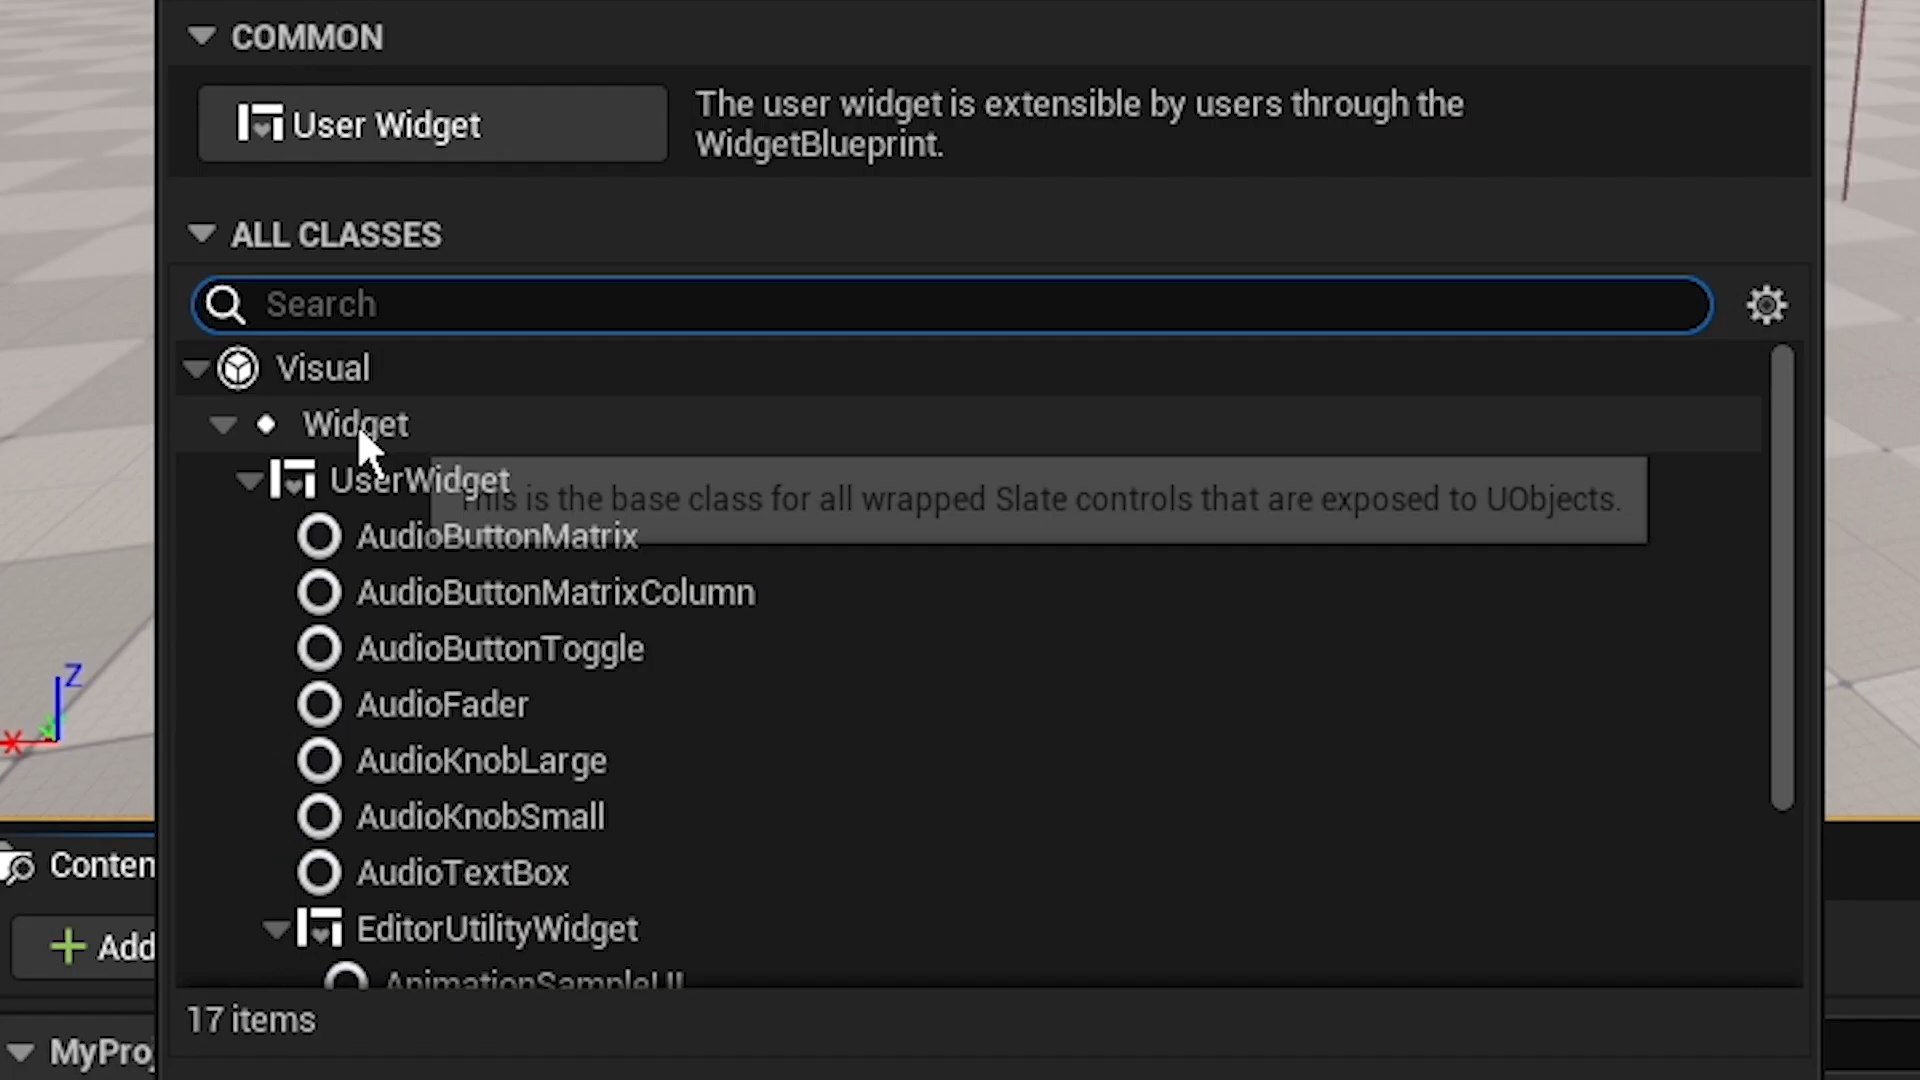 COMMON
User Widget
The user widget is extensible by users through the
WidgetBlueprint.
ALL CLASSES
Search
Visual
Widget
UserWidget
This is the base class for all wrapped Slate controls that are exposed to UObjects.
AudioButtonMatrix
AudioButtonMatrixColumn
AudioButtonToggle
AudioFader
AudioKnobLarge
AudioKnobSmall
AudioTextBox
EditorUtilityWidget
AnimationSampleUI
17 items
Z
X
Conten
Add
MyProj